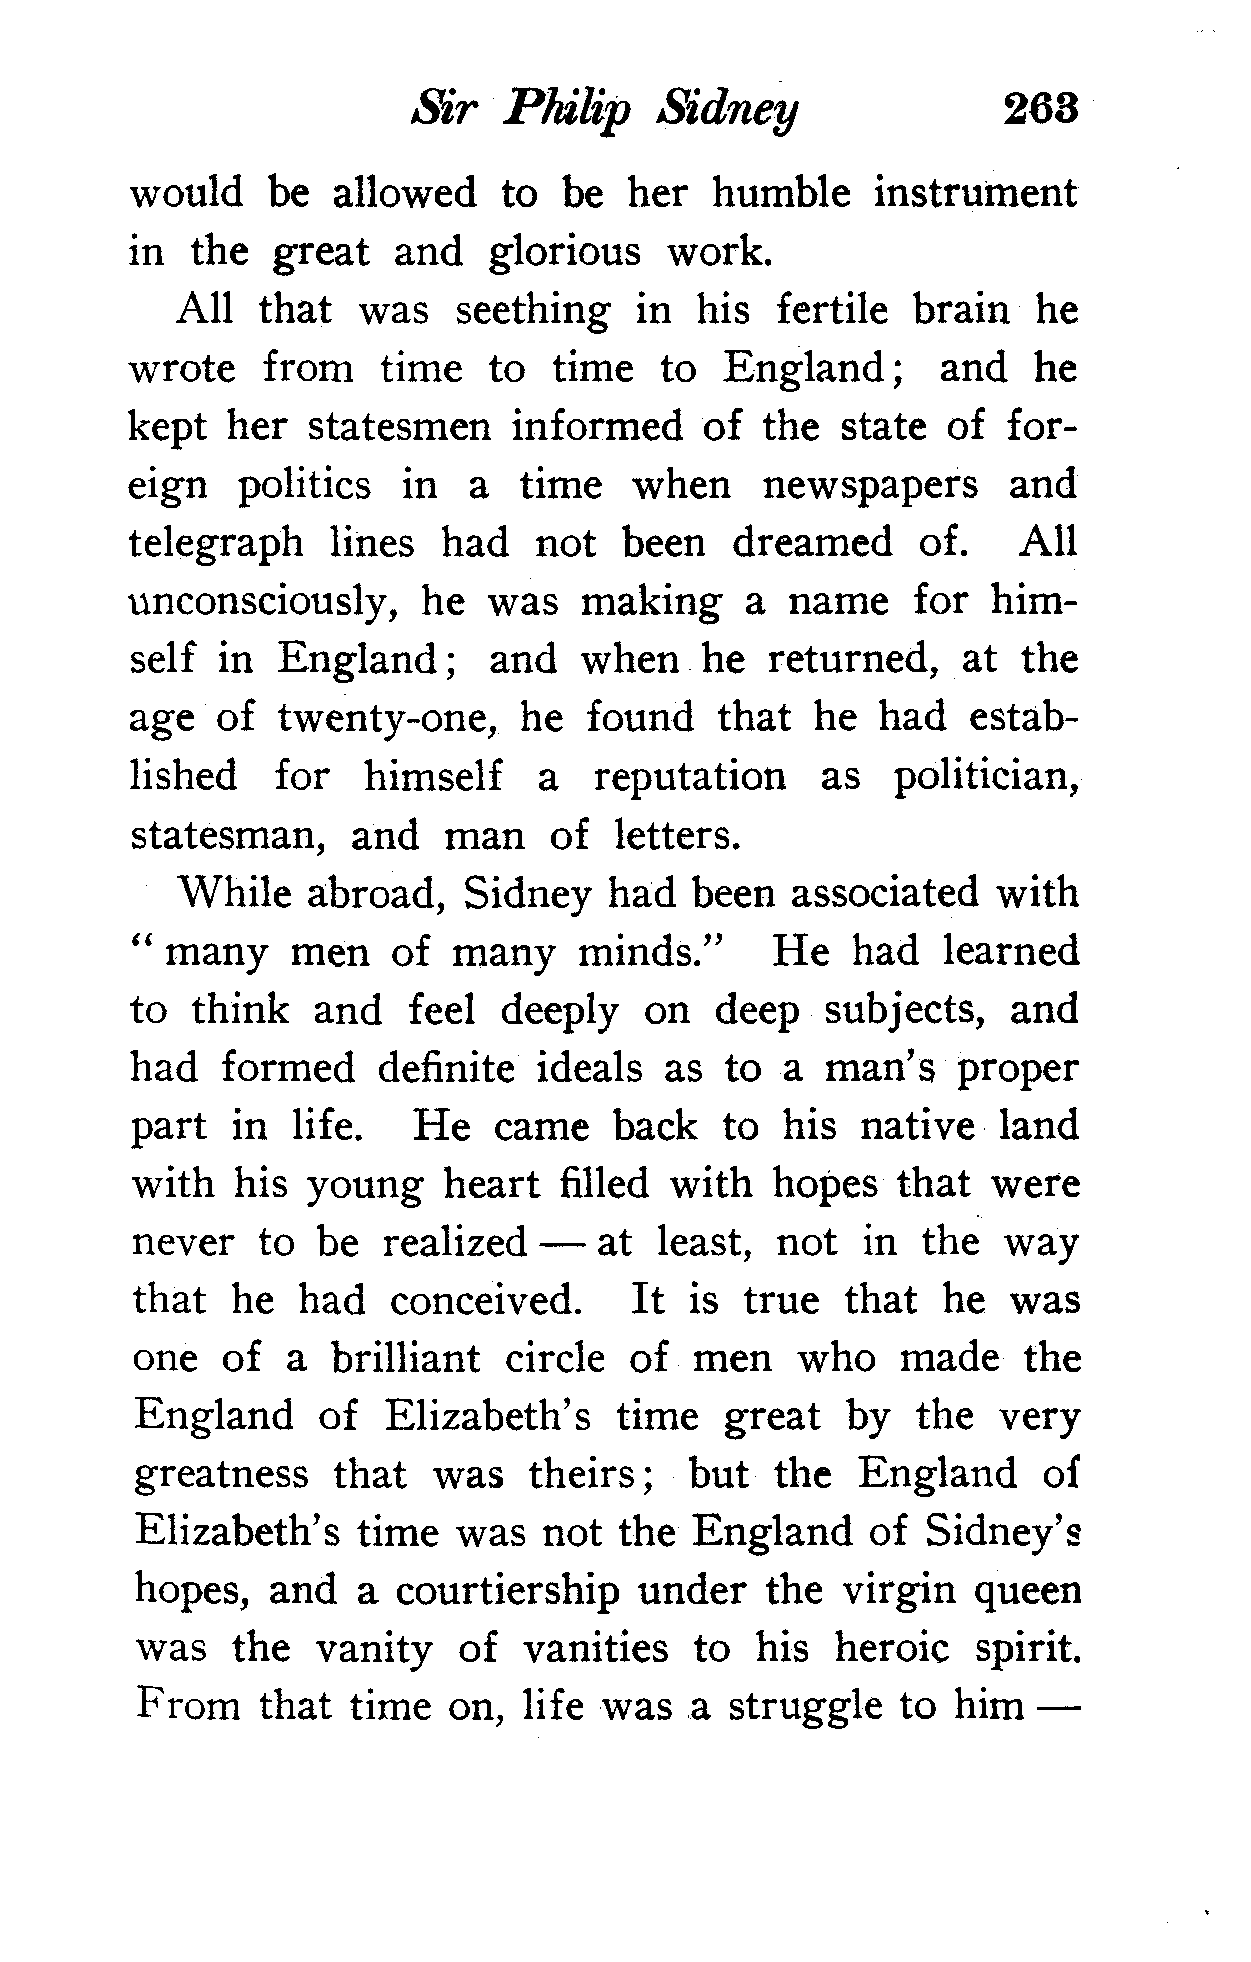 Sir Philip Sidney 263
would be allowed to be her humble instrument
in the great and glorious work.
All that was seething in his fertile brain he
wrote from time to time to England; and he
kept her statesmen informed of the state of for-
eign politics in a time when newspapers and
telegraph lines had not been dreamed of. All
unconsciously, he was making a name for him-
self in England; and when he returned, at the
age of twenty-one, he found that he had estab-
lished for himself a reputation as politician,
statesman, and man of letters.
While abroad, Sidney had been associated with
"many men of many minds." He had learned
to think and feel deeply on deep subjects, and
had formed definite ideals as to a man's proper
part in life. He came back to his native land
with his young heart filled with hopes that were
never to be realized — at least, not in the way
that he had conceived. It is true that he was
one of a brilliant circle of men who made the
England of Elizabeth's time great by the very
greatness that was theirs; but the England of
Elizabeth's time was not the England of Sidney's
hopes, and a courtiership under the virgin queen
was the vanity of vanities to his heroic spirit.
From that time on, life was a struggle to him —